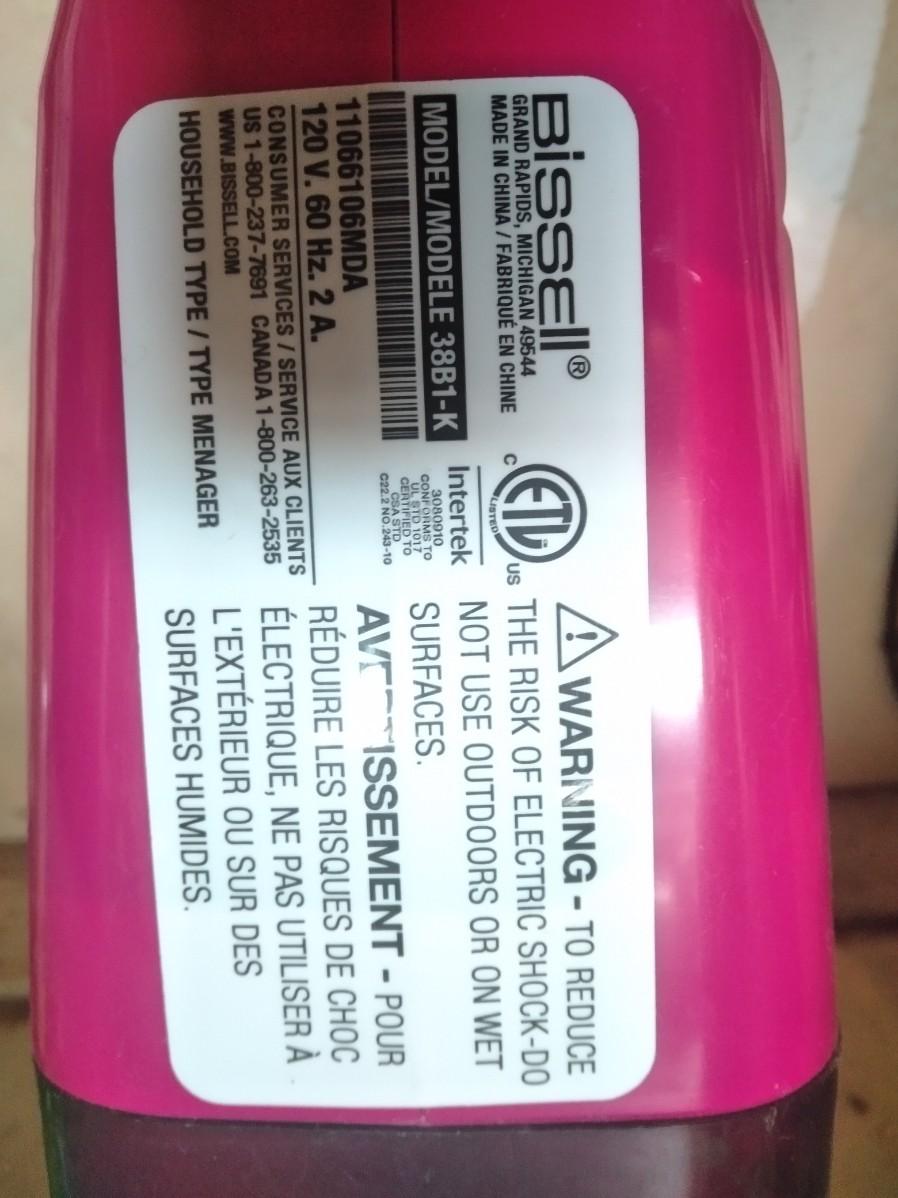 Bissell®
GRAND RAPIDS, MICHIGAN 49544
MADE IN CHINA / FABRIQUÉ EN CHINE
MODEL/MODELE 38B1-K
11066106MDA
120 V. 60 Hz. 2 A.
CONSUMER SERVICES / SERVICE AUX CLIENTS
US 1-800-237-7691 CANADA 1-800-263-2535
WWW.BISSELL.COM
HOUSEHOLD TYPE / TYPE MENAGER
C ETL US
LISTED
Intertek
3080910
CONFORMS TO
UL STD 1017
CERTIFIED TO
CSA STD
C22.2 NO.243-10
WARNING - TO REDUCE
THE RISK OF ELECTRIC SHOCK-DO
NOT USE OUTDOORS OR ON WET
SURFACES.
AVERTISSEMENT - POUR
RÉDUIRE LES RISQUES DE CHOC
ÉLECTRIQUE, NE PAS UTILISER À
L'EXTÉRIEUR OU SUR DES
SURFACES HUMIDES.